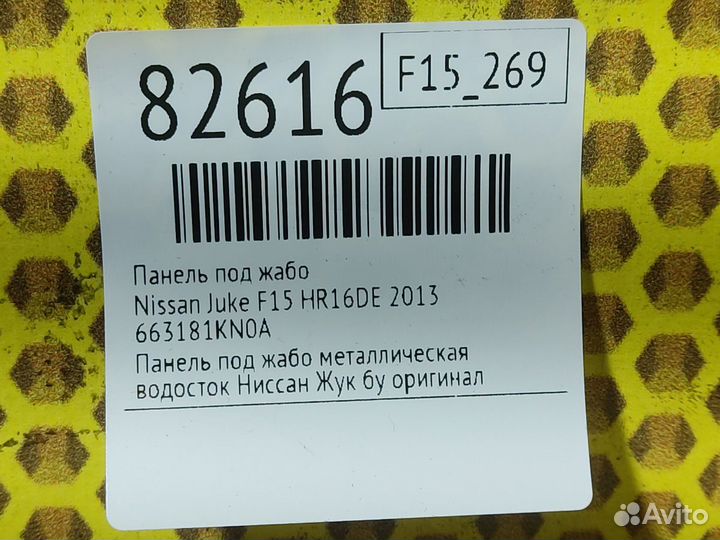 82616
F15_269
Панель под жабо
Nissan Juke F15 HR16DE 2013
663181KN0A
Панель под жабо металлическая
водосток Ниссан Жук бу оригинал
Avito